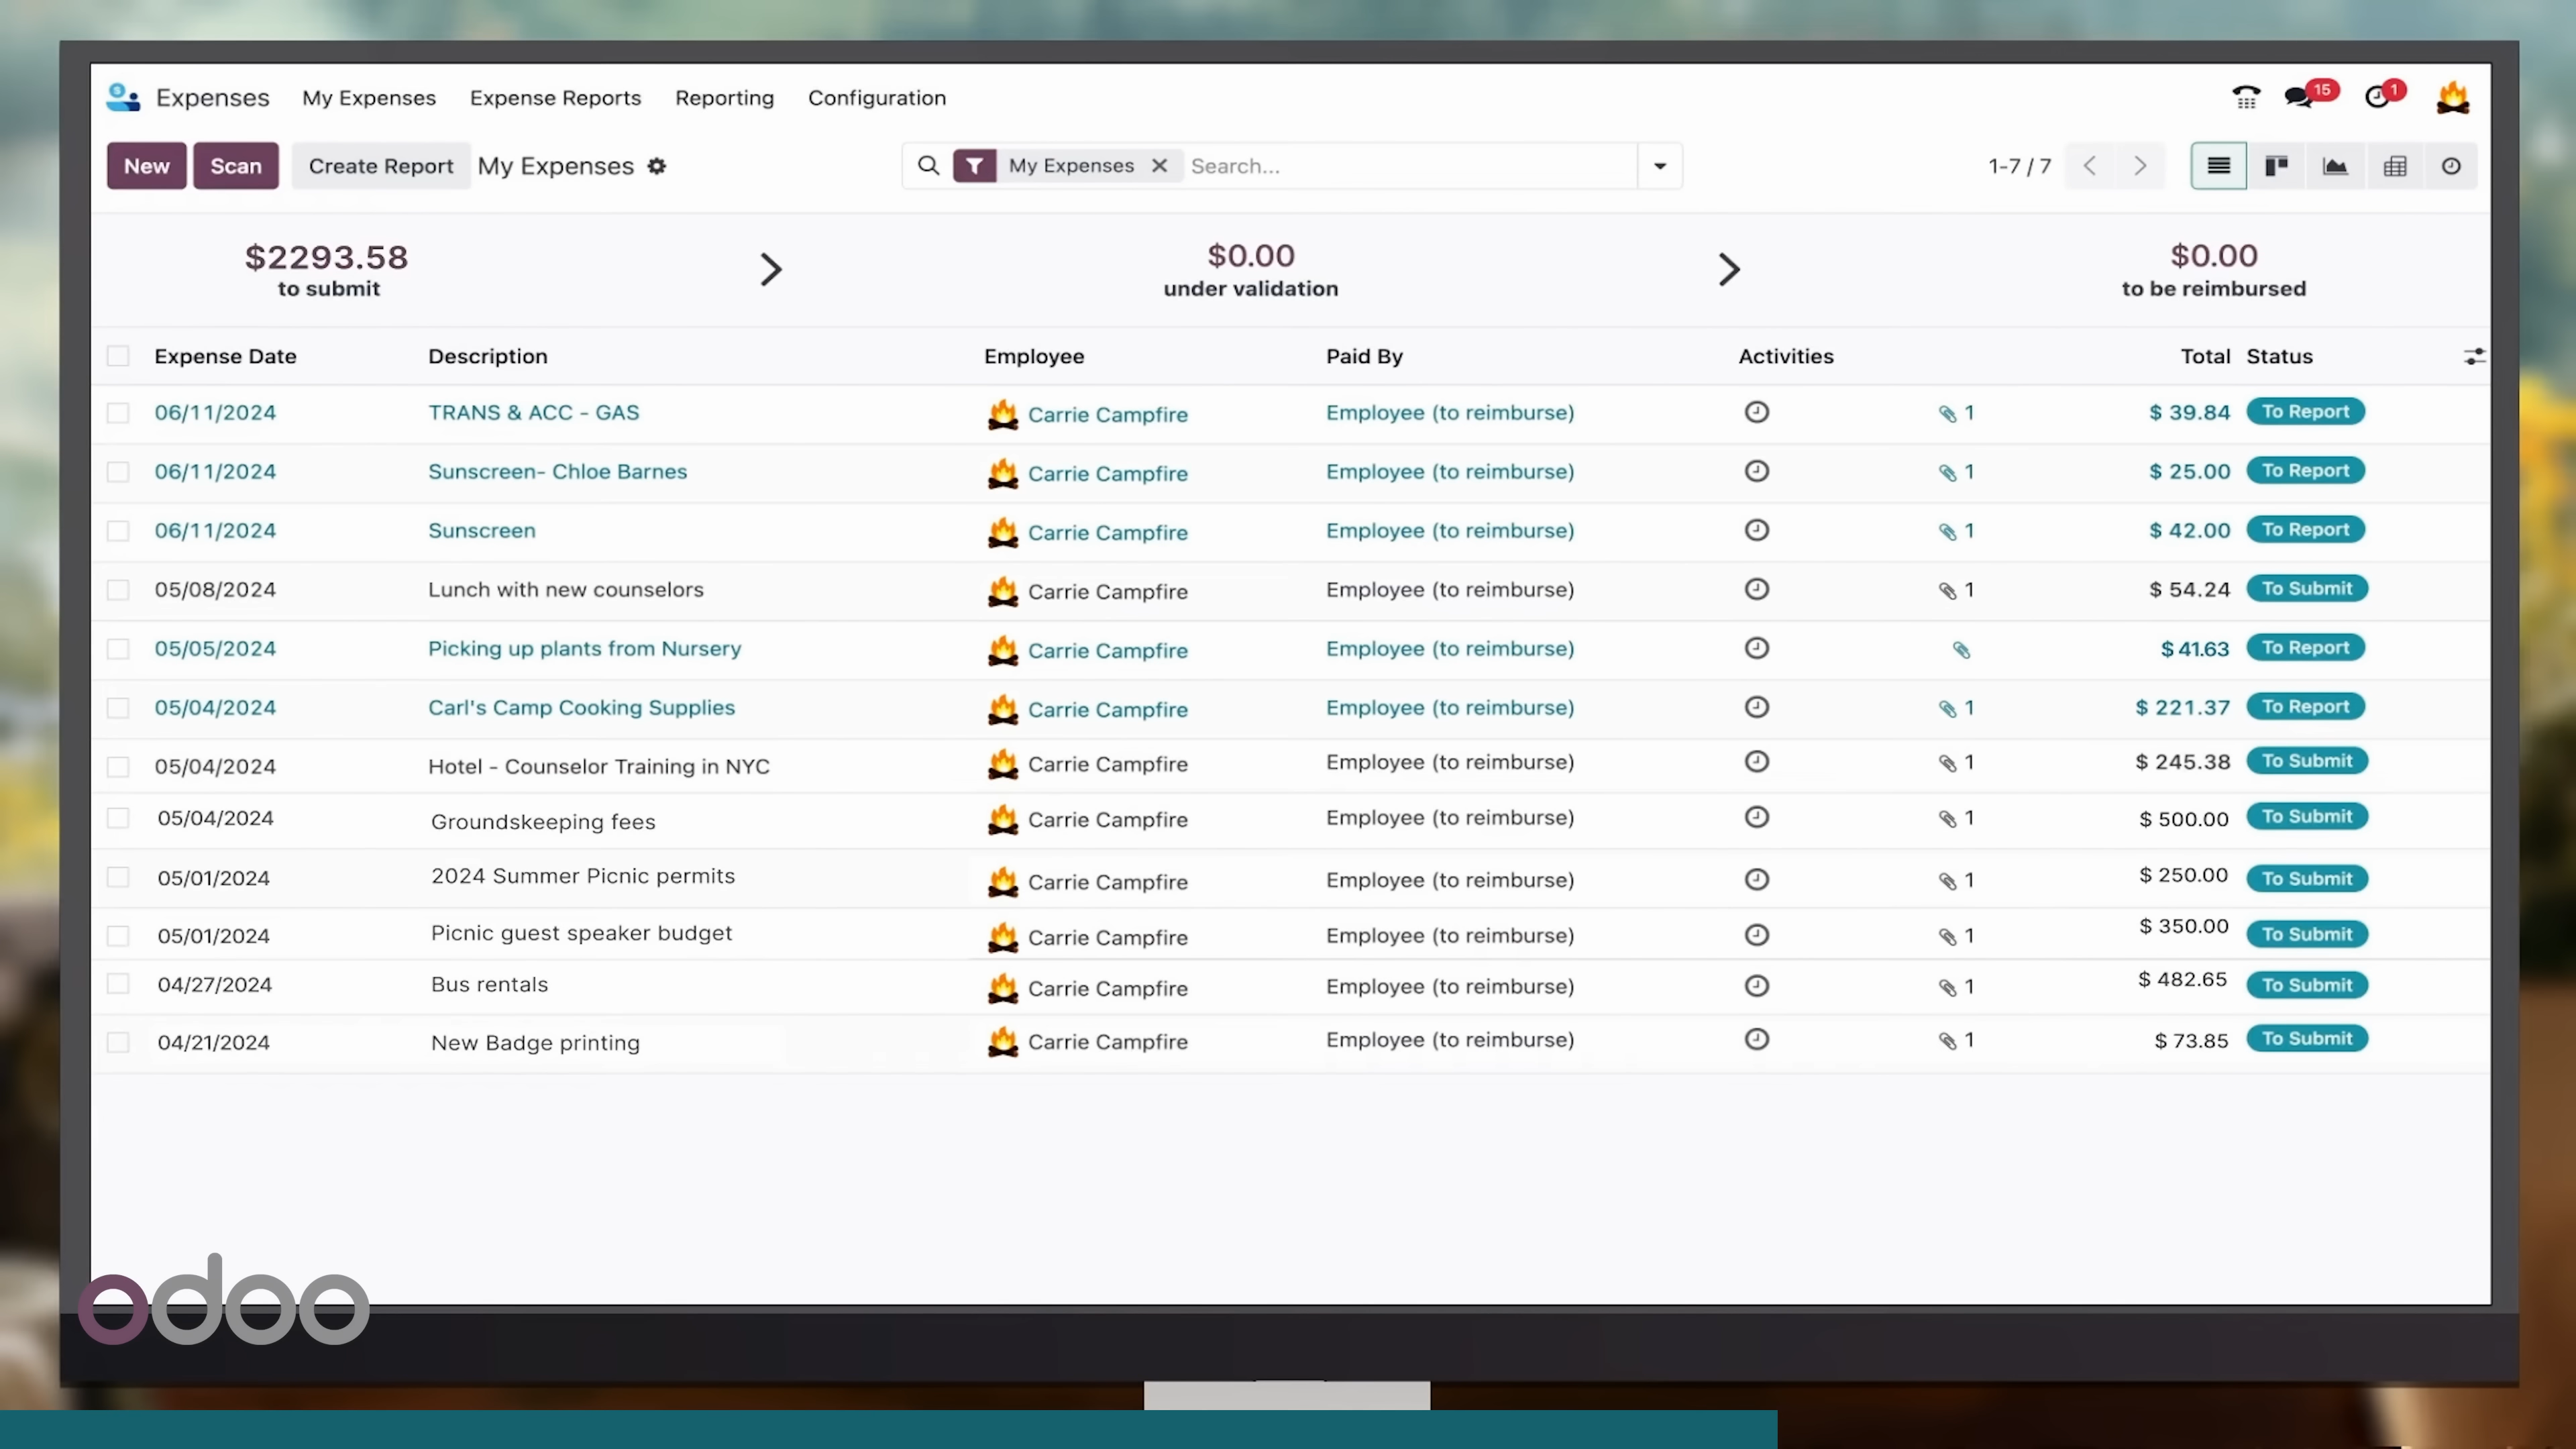 Expenses My Expenses Expense Reports Reporting Configuration 15 1
New Scan Create Report My Expenses My Expenses Search... 1-7 / 7
$2293.58 $0.00 $0.00
to submit under validation to be reimbursed
Expense Date Description Employee Paid By Activities Total Status
06/11/2024 TRANS & ACC - GAS Carrie Campfire Employee (to reimburse) 1 $ 39.84 To Report
06/11/2024 Sunscreen- Chloe Barnes Carrie Campfire Employee (to reimburse) 1 $ 25.00 To Report
06/11/2024 Sunscreen Carrie Campfire Employee (to reimburse) 1 $ 42.00 To Report
05/08/2024 Lunch with new counselors Carrie Campfire Employee (to reimburse) 1 $ 54.24 To Submit
05/05/2024 Picking up plants from Nursery Carrie Campfire Employee (to reimburse) $ 41.63 To Report
05/04/2024 Carl's Camp Cooking Supplies Carrie Campfire Employee (to reimburse) 1 $ 221.37 To Report
05/04/2024 Hotel - Counselor Training in NYC Carrie Campfire Employee (to reimburse) 1 $ 245.38 To Submit
05/04/2024 Groundskeeping fees Carrie Campfire Employee (to reimburse) 1 $ 500.00 To Submit
05/01/2024 2024 Summer Picnic permits Carrie Campfire Employee (to reimburse) 1 $ 250.00 To Submit
05/01/2024 Picnic guest speaker budget Carrie Campfire Employee (to reimburse) 1 $ 350.00 To Submit
04/27/2024 Bus rentals Carrie Campfire Employee (to reimburse) 1 $ 482.65 To Submit
04/21/2024 New Badge printing Carrie Campfire Employee (to reimburse) 1 $ 73.85 To Submit
odoo